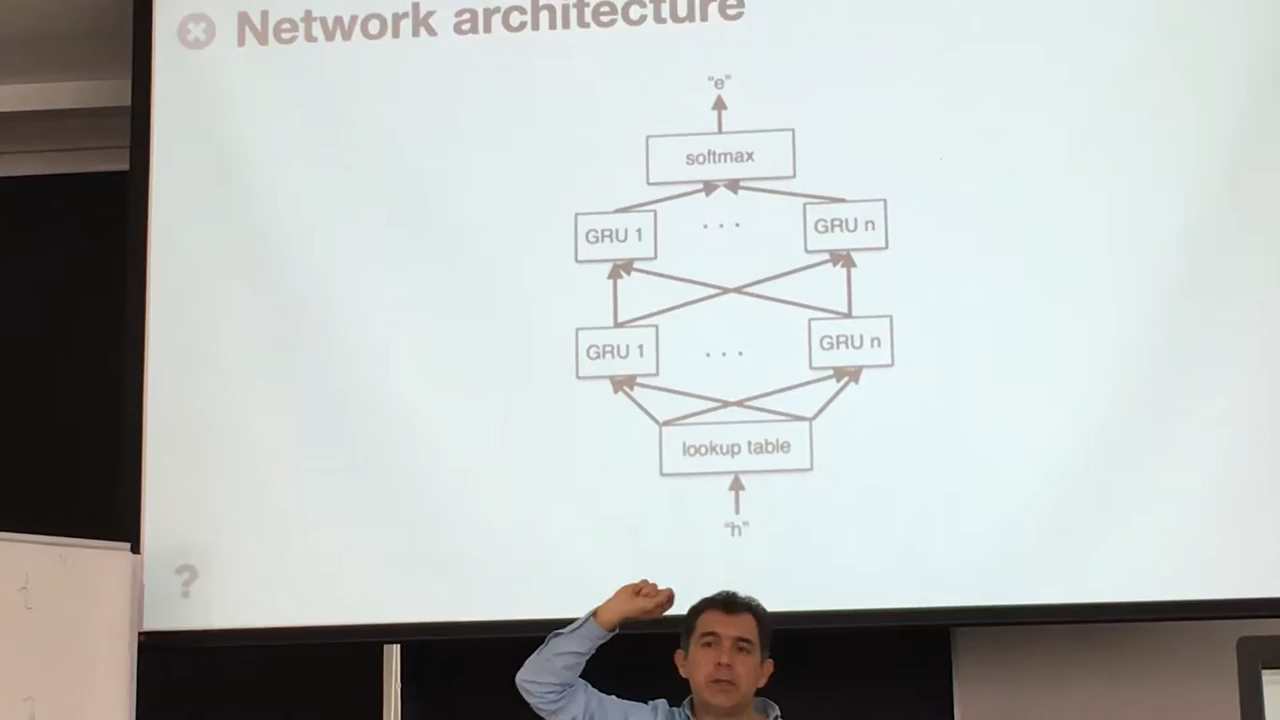 Network architecture
“e”
softmax
GRU 1 . . . GRU n
GRU 1 . . . GRU n
lookup table
“h”
?